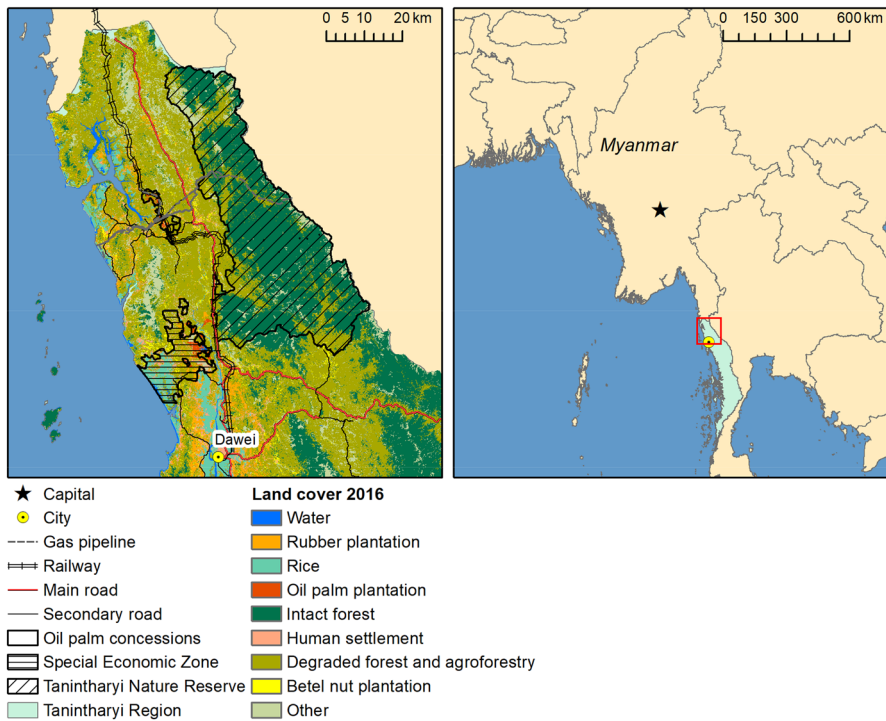 0 5 10 20 km
Dawei
0 150 300 600 km
Myanmar
Capital
City
Gas pipeline
Railway
Main road
Secondary road
Oil palm concessions
Special Economic Zone
Tanintharyi Nature Reserve
Tanintharyi Region
Land cover 2016
Water
Rubber plantation
Rice
Oil palm plantation
Intact forest
Human settlement
Degraded forest and agroforestry
Betel nut plantation
Other